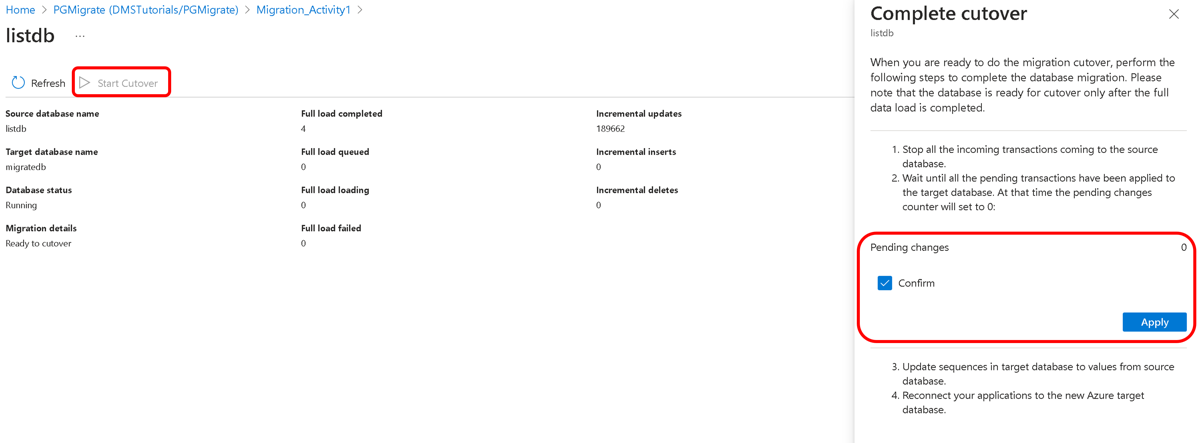 Home > PGMigrate (DMSTutorials/PGMigrate) > Migration_Activity1 >
listdb ...
Refresh Start Cutover
Source database name
listdb
Target database name
migratedb
Database status
Running
Migration details
Ready to cutover
Full load completed
4
Full load queued
0
Full load loading
0
Full load failed
0
Incremental updates
189662
Incremental inserts
0
Incremental deletes
0
Complete cutover
listdb
When you are ready to do the migration cutover, perform the
following steps to complete the database migration. Please
note that the database is ready for cutover only after the full
data load is completed.
1. Stop all the incoming transactions coming to the source
database.
2. Wait until all the pending transactions have been applied to
the target database. At that time the pending changes
counter will set to 0:
Pending changes 0
Confirm
Apply
3. Update sequences in target database to values from source
database.
4. Reconnect your applications to the new Azure target
database.